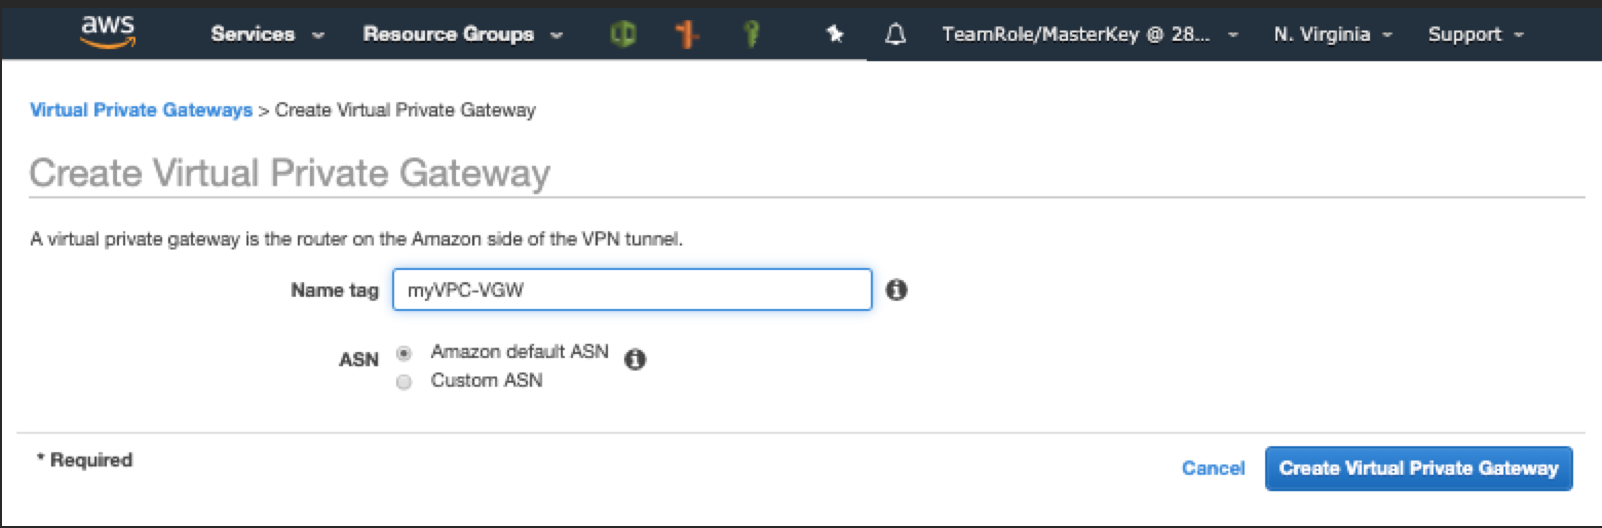 aws Services Resource Groups TeamRole/MasterKey @ 28... N. Virginia Support
Virtual Private Gateways > Create Virtual Private Gateway
Create Virtual Private Gateway
A virtual private gateway is the router on the Amazon side of the VPN tunnel.
Name tag myVPC-VGW
ASN Amazon default ASN
Custom ASN
* Required
Cancel Create Virtual Private Gateway